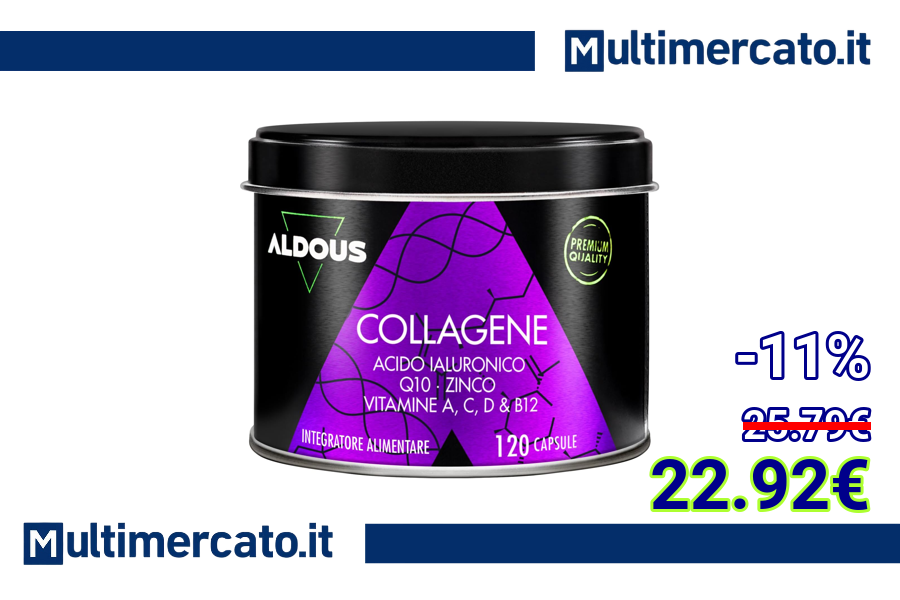 Multimercato.it
ALDOUS
PREMIUM
QUALITY
COLLAGENE
ACIDO IALURONICO
Q10 · ZINCO
VITAMINE A, C, D & B12
INTEGRATORE ALIMENTARE
120 CAPSULE
-11%
25.79€
22.92€
Multimercato.it